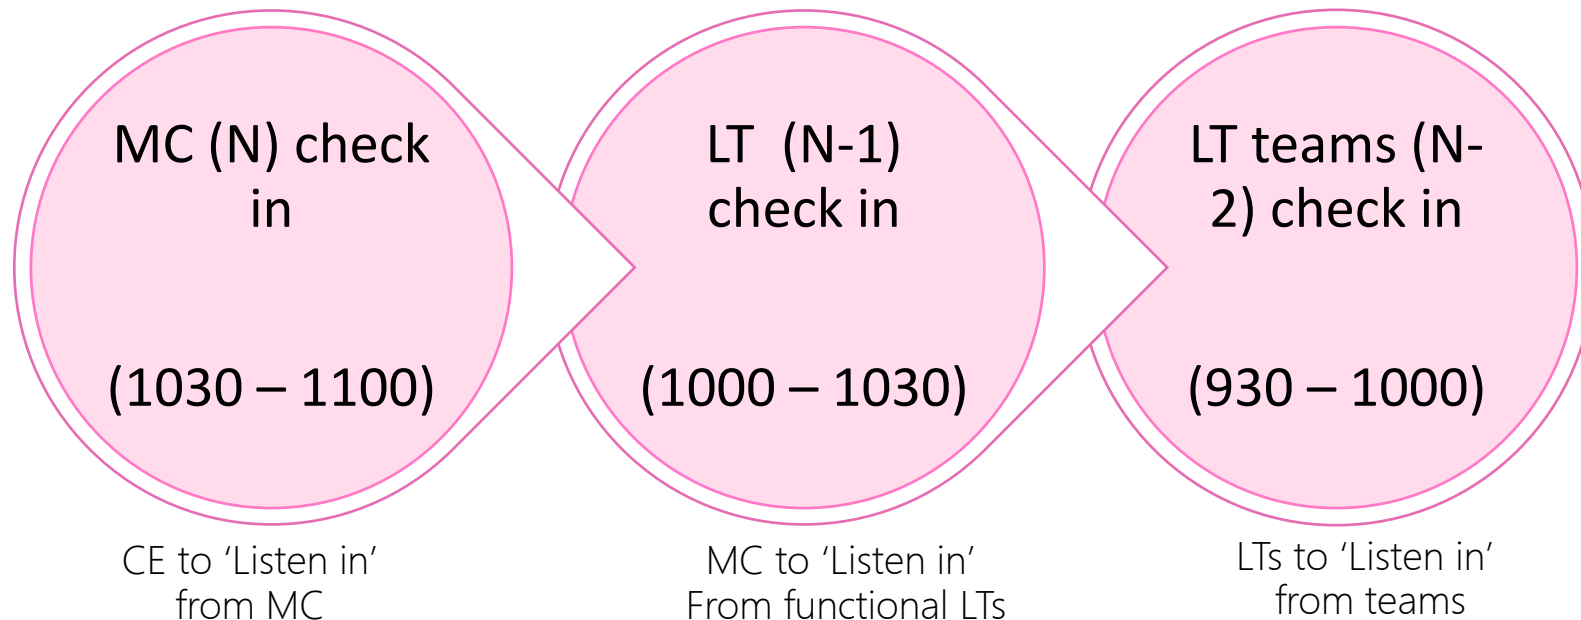 MC (N) check
in
(1030 – 1100)
CE to ‘Listen in’
from MC
LT  (N-1)
check in
(1000 – 1030)
MC to ‘Listen in’
From functional LTs
LT teams (N-
2) check in
(930 – 1000)
LTs to ‘Listen in’
from teams